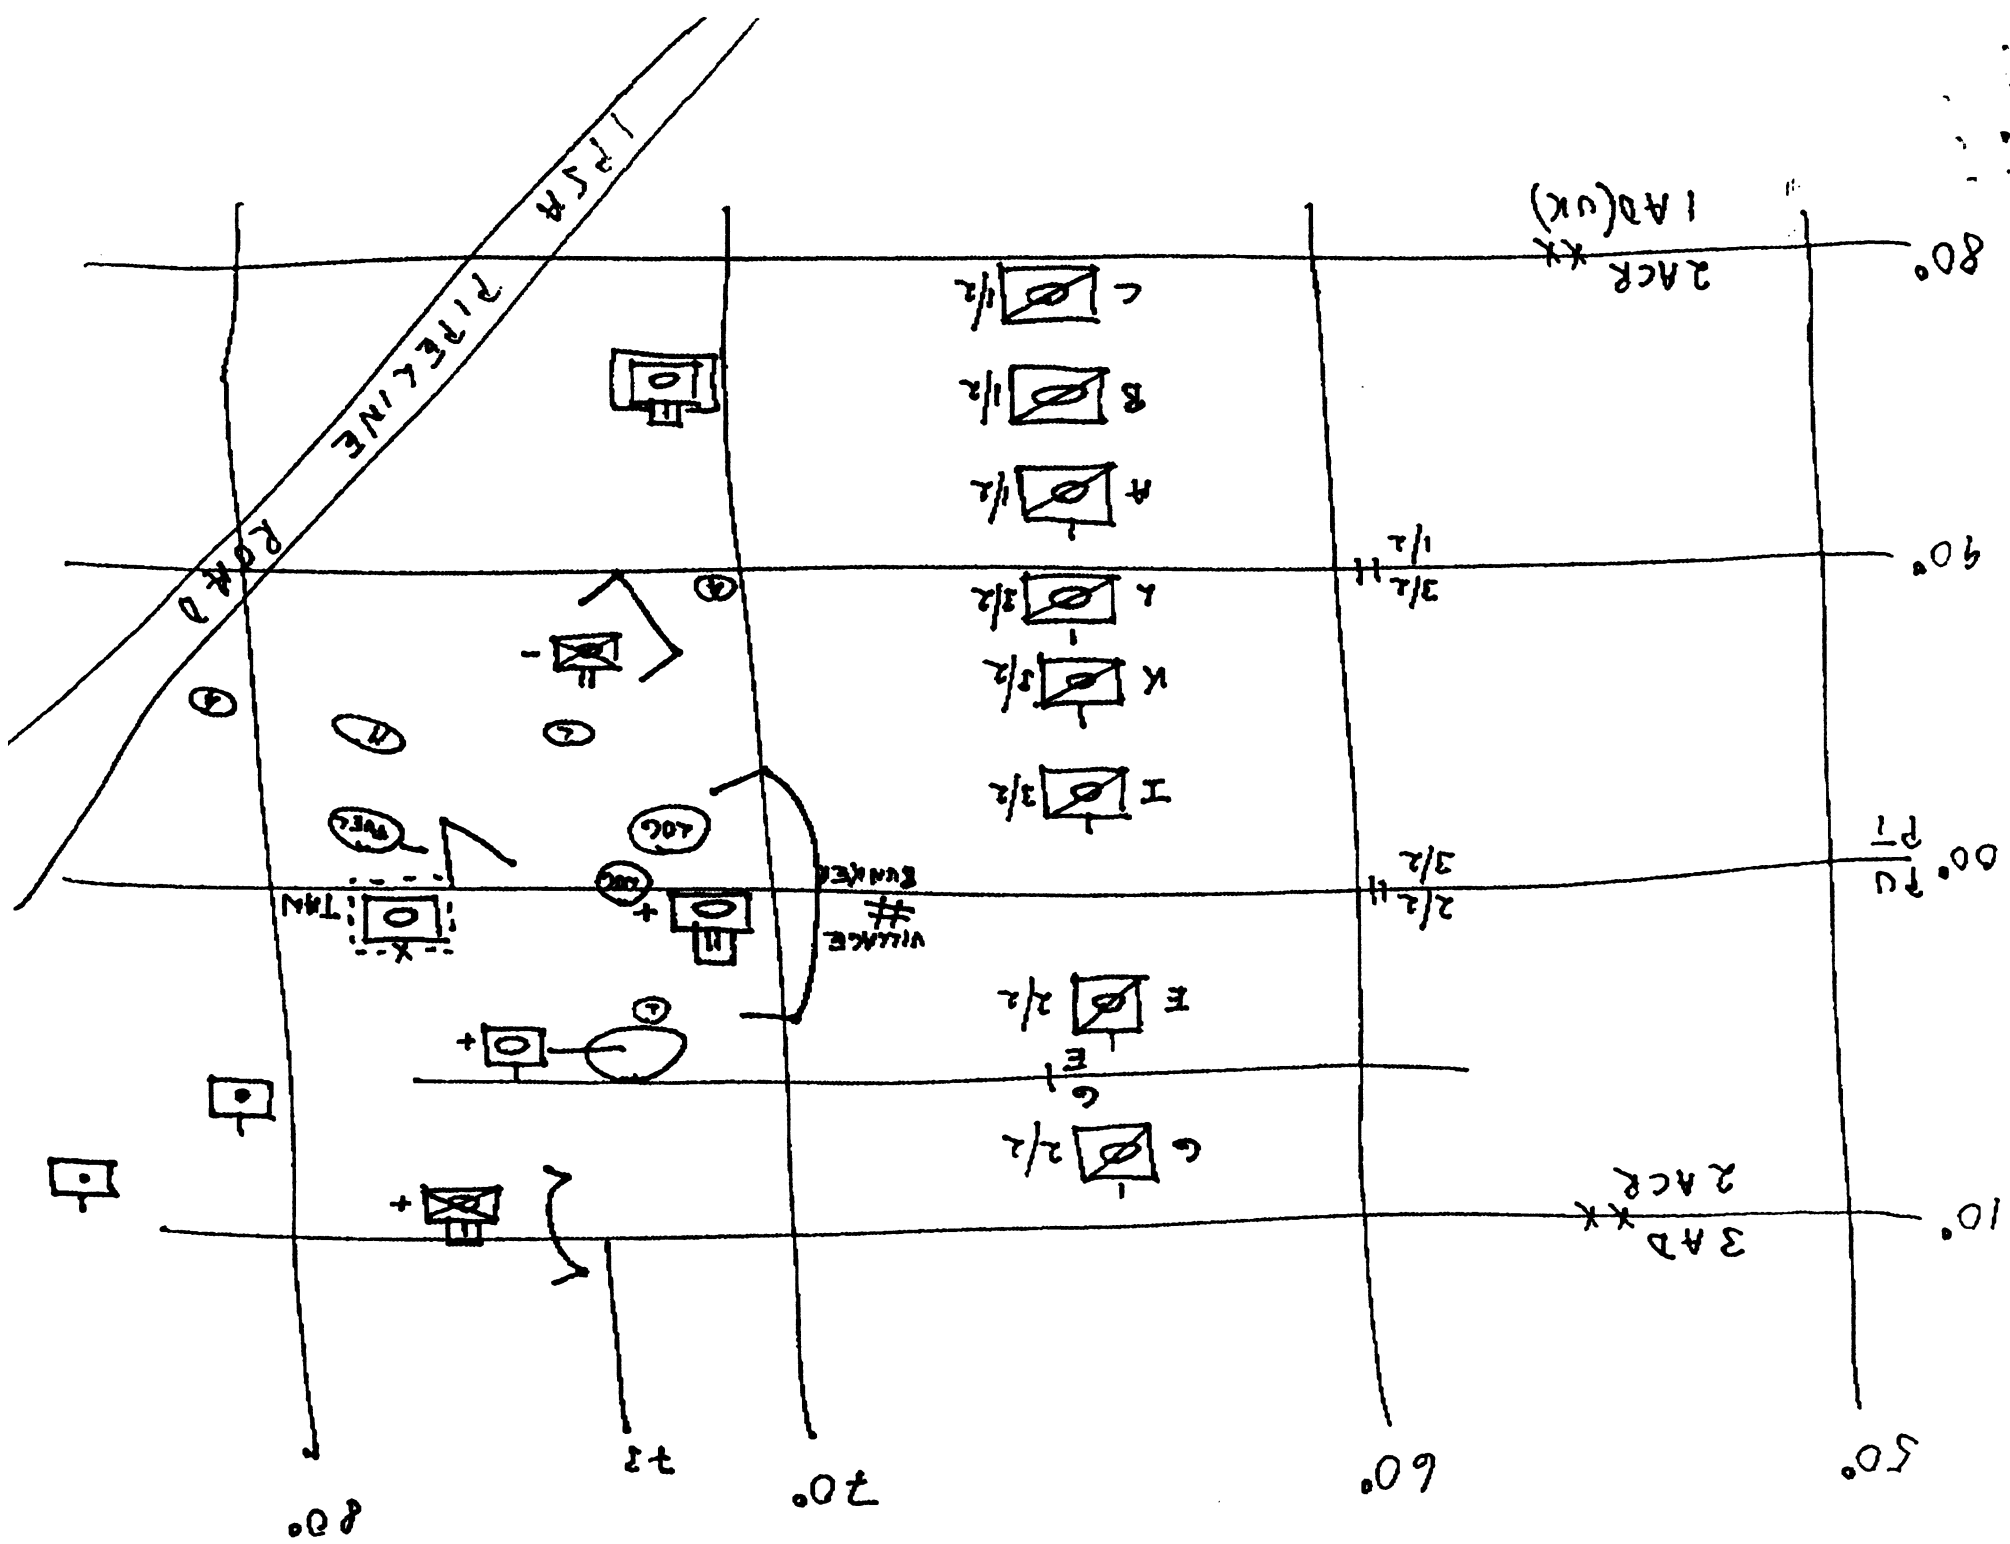 50°
60°
70°
73
80°
3 AD
10°
2 ACR
G 2/2
G
E
E 2/2
VILLAGE
BUNKER
+
+
+
2/2
PU
00°
PT
3/2
LOG
LOG
FUEL
I 3/2
K 3/2
L 3/2
3/2
90°
1/2
A 1/2
B 1/2
C 1/2
2 ACR
80°
1 AD (UK)
IPSA PIPELINE ROAD